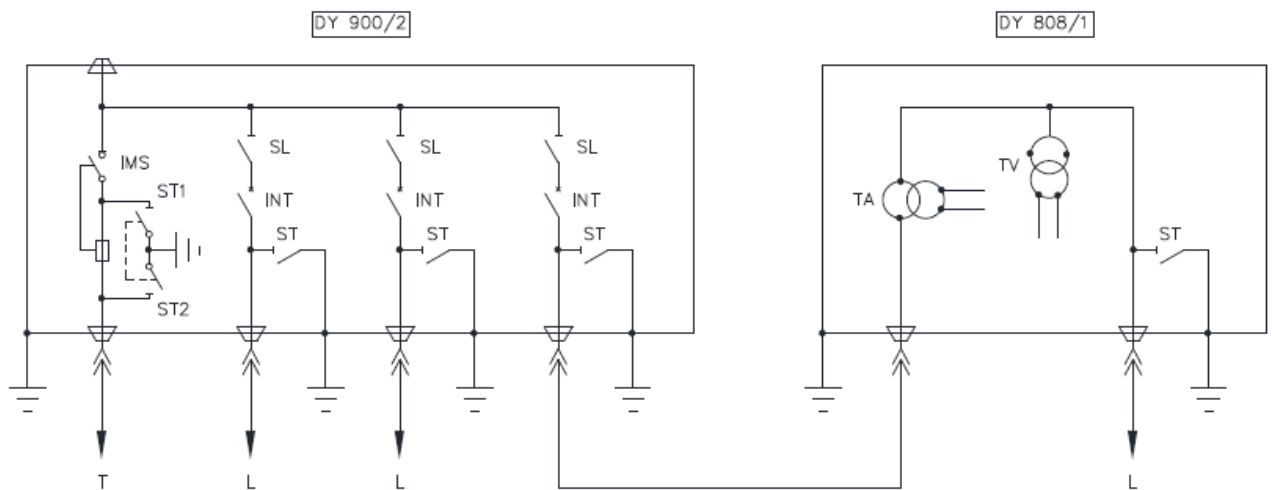 DY 900/2
DY 808/1
IMS
SL
SL
SL
ST1
INT
INT
INT
TA
TV
ST
ST
ST
ST
ST2
T
L
L
L